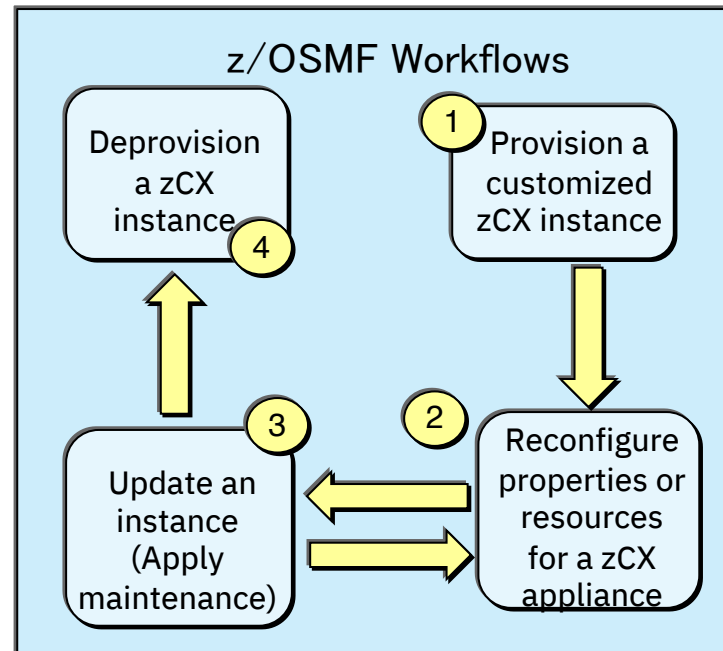 z/OSMF Workflows
1
Provision a
customized
zCX instance
2
Reconfigure
properties or
resources
for a zCX
appliance
3
Update an
instance
(Apply
maintenance)
Deprovision
a zCX
instance
4